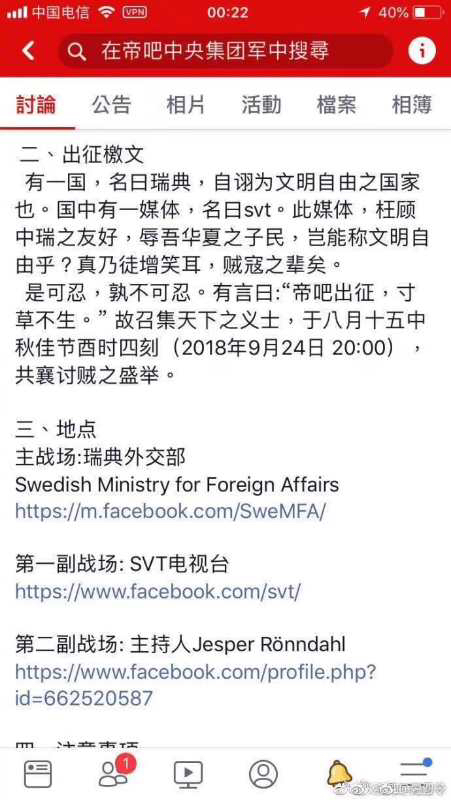 中国电信 VPN 00:22 40%
在帝吧中央集团军中搜尋
討論 公告 相片 活動 檔案 相簿
二、出征檄文
有一国，名曰瑞典，自诩为文明自由之国家
也。国中有一媒体，名曰svt。此媒体，枉顾
中瑞之友好，辱吾华夏之子民，岂能称文明自
由乎？真乃徒增笑耳，贼寇之辈矣。
是可忍，孰不可忍。有言曰:“帝吧出征，寸
草不生。” 故召集天下之义士，于八月十五中
秋佳节酉时四刻（2018年9月24日 20:00），
共襄讨贼之盛举。
三、地点
主战场:瑞典外交部
Swedish Ministry for Foreign Affairs
https://m.facebook.com/SweMFA/
第一副战场: SVT电视台
https://www.facebook.com/svt/
第二副战场: 主持人Jesper Rönndahl
https://www.facebook.com/profile.php?
id=662520587
四、注意事項
1